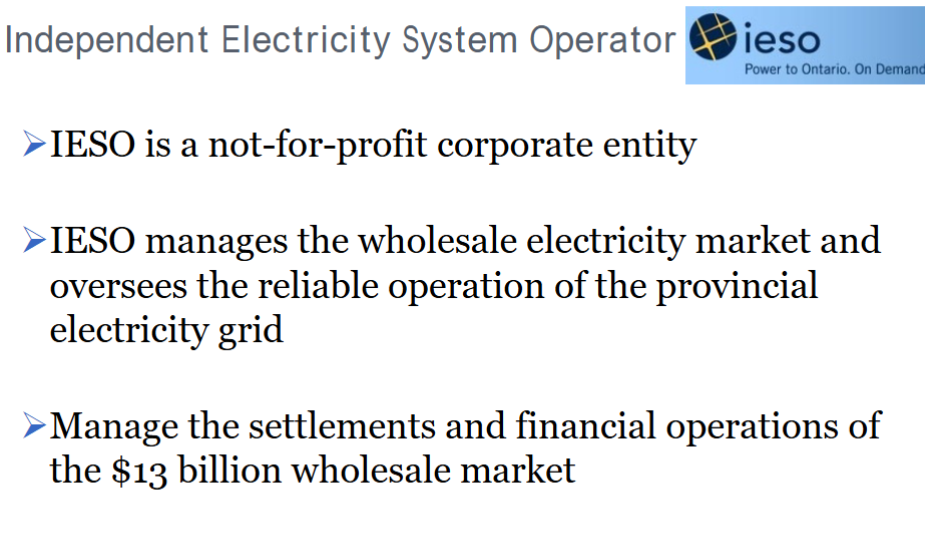 Independent Electricity System Operator
ieso
Power to Ontario. On Demand
➢IESO is a not-for-profit corporate entity
➢IESO manages the wholesale electricity market and
oversees the reliable operation of the provincial
electricity grid
➢Manage the settlements and financial operations of
the $13 billion wholesale market